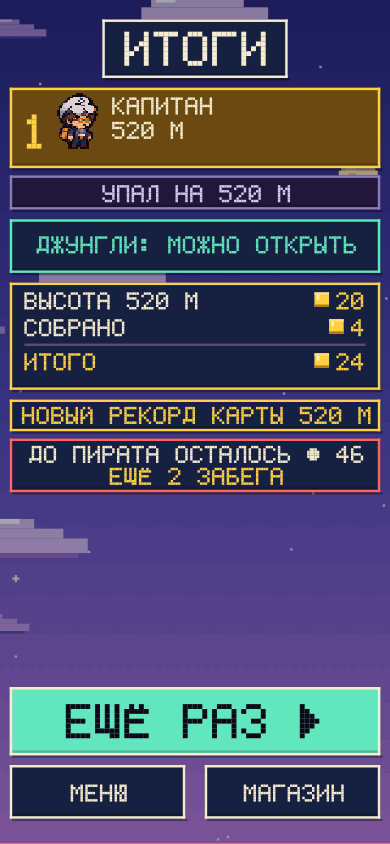 ИТОГИ
1
КАПИТАН
520 М
УПАЛ НА 520 М
ДЖУНГЛИ: МОЖНО ОТКРЫТЬ
ВЫСОТА 520 М 20
СОБРАНО 4
ИТОГО 24
НОВЫЙ РЕКОРД КАРТЫ 520 М
ДО ПИРАТА ОСТАЛОСЬ 46
ЕЩЁ 2 ЗАБЕГА
ЕЩЁ РАЗ
МЕНЮ
МАГАЗИН